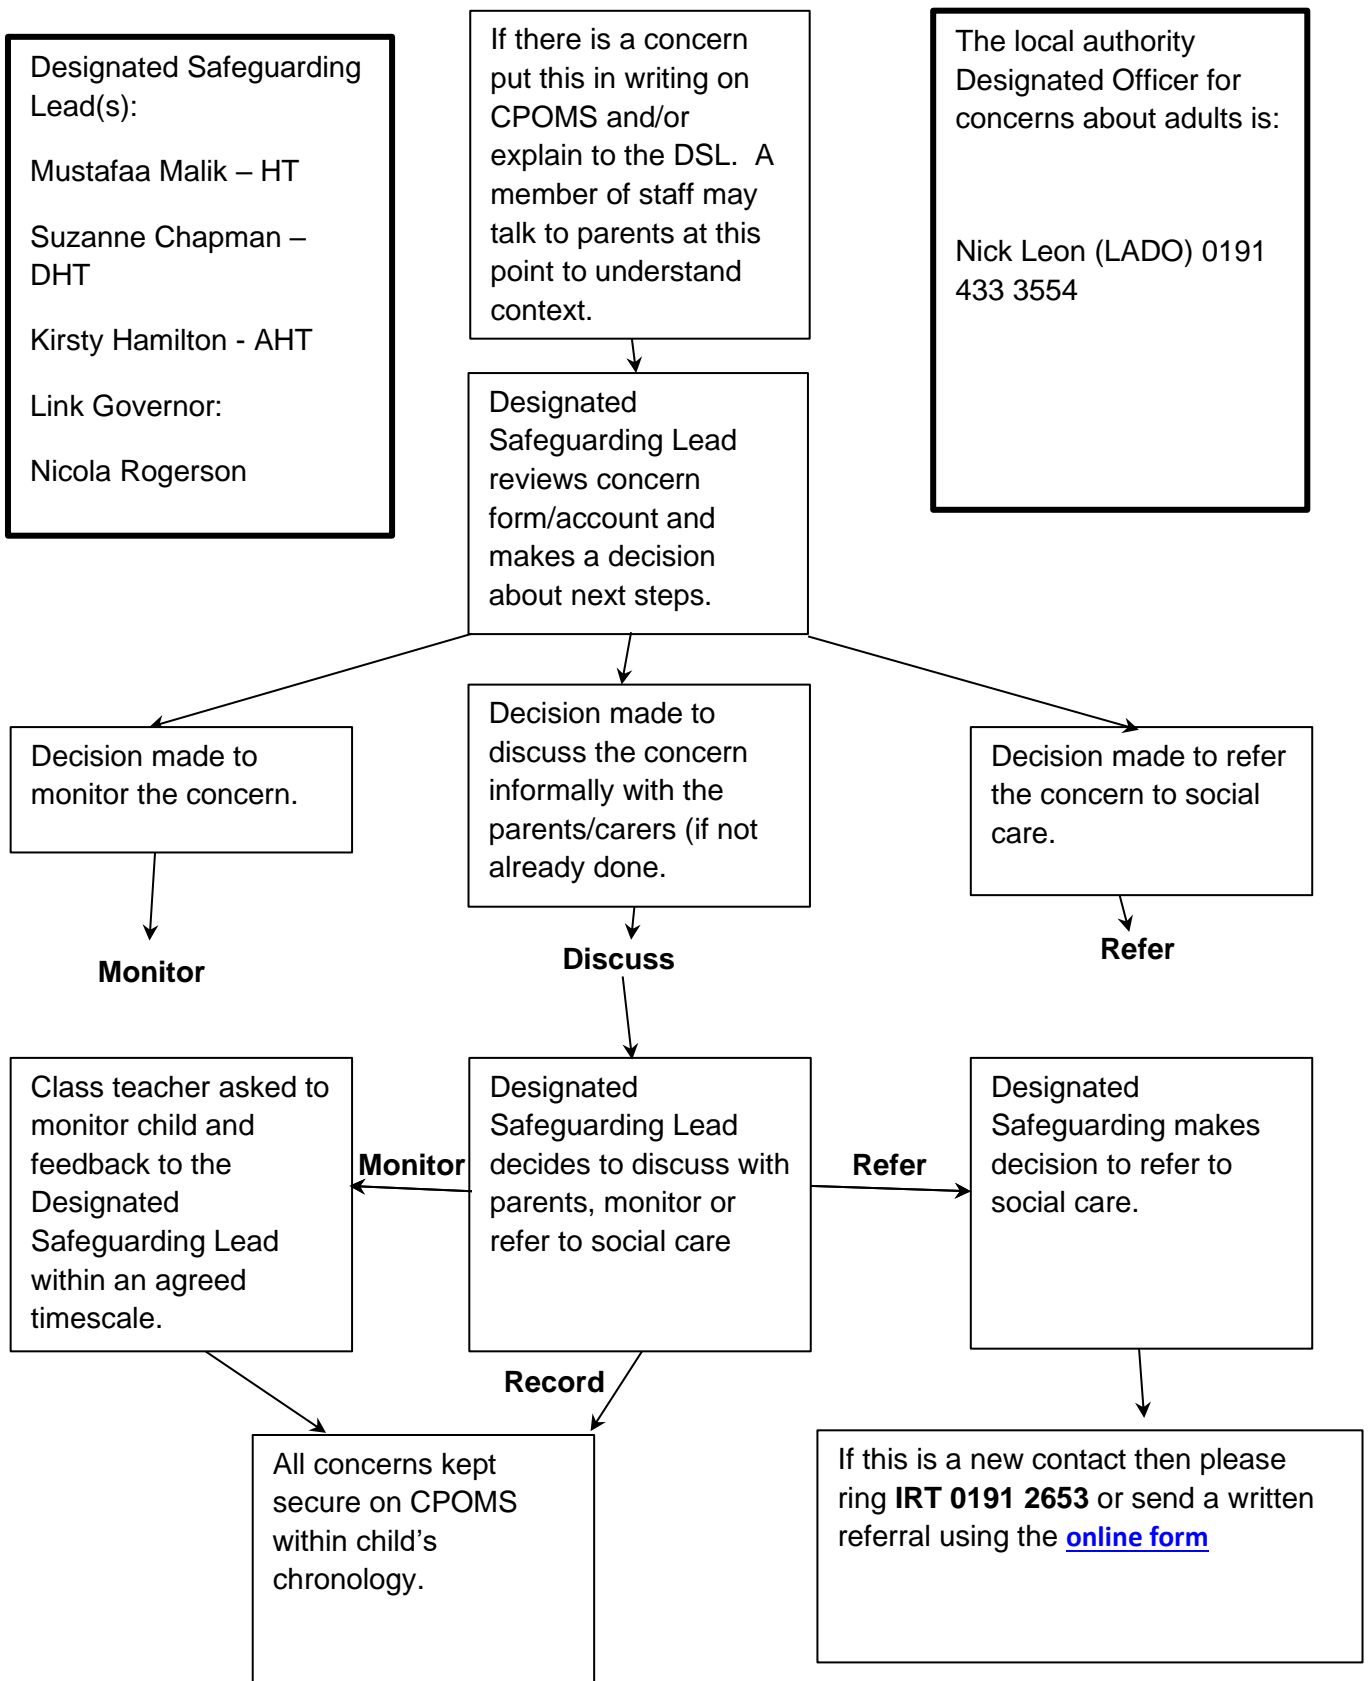 Designated Safeguarding
Lead(s):
Mustafaa Malik – HT
Suzanne Chapman –
DHT
Kirsty Hamilton - AHT
Link Governor:
Nicola Rogerson
If there is a concern
put this in writing on
CPOMS and/or
explain to the DSL.  A
member of staff may
talk to parents at this
point to understand
context.
The local authority
Designated Officer for
concerns about adults is:
Nick Leon (LADO) 0191
433 3554
Designated
Safeguarding Lead
reviews concern
form/account and
makes a decision
about next steps.
Decision made to
monitor the concern.
Decision made to
discuss the concern
informally with the
parents/carers (if not
already done.
Decision made to refer
the concern to social
care.
Monitor
Discuss
Refer
Class teacher asked to
monitor child and
feedback to the
Designated
Safeguarding Lead
within an agreed
timescale.
Monitor
Designated
Safeguarding Lead
decides to discuss with
parents, monitor or
refer to social care
Refer
Designated
Safeguarding makes
decision to refer to
social care.
Record
All concerns kept
secure on CPOMS
within child’s
chronology.
If this is a new contact then please
ring IRT 0191 2653 or send a written
referral using the online form